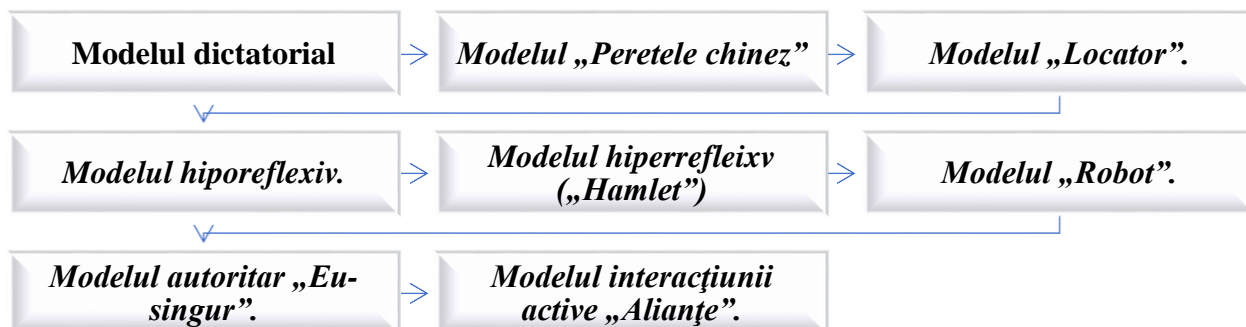 Modelul dictatorial
Modelul „Peretele chinez”
Modelul „Locator”.
Modelul hiporeflexiv.
Modelul hiperrefleixv
(„Hamlet”)
Modelul „Robot”.
Modelul autoritar „Eu-
singur”.
Modelul interacţiunii
active „Alianţe”.